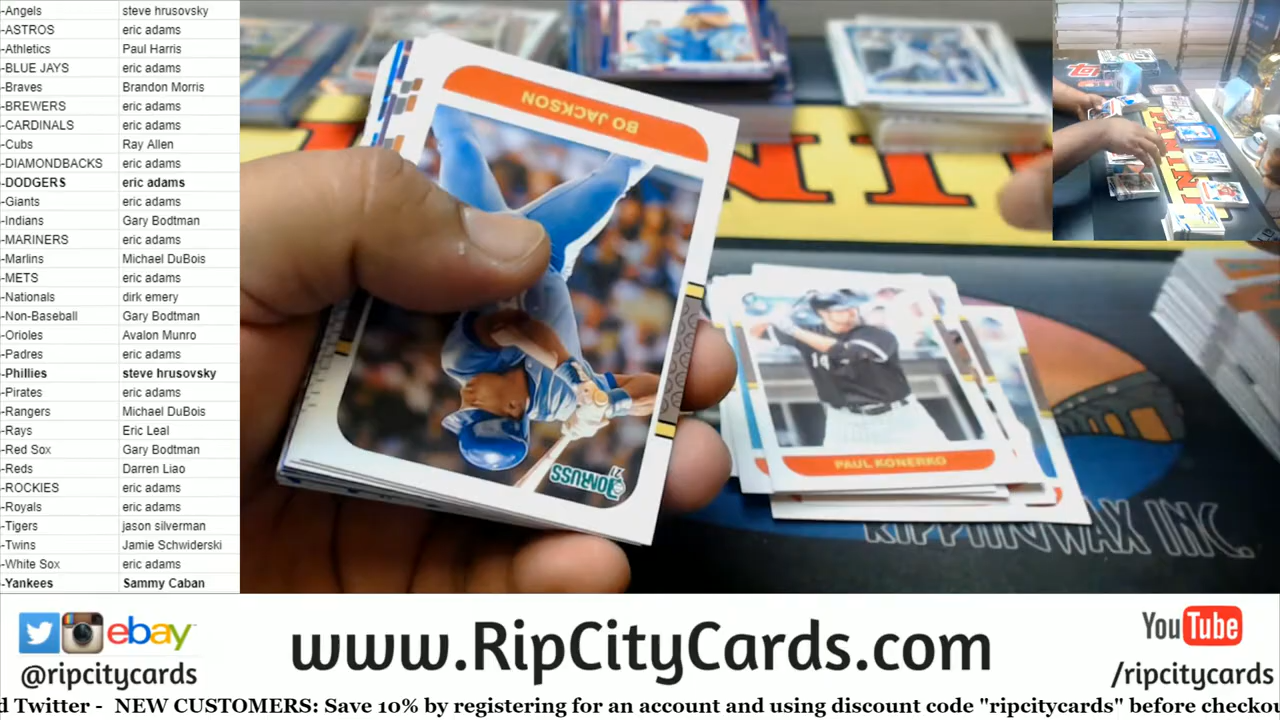 -Angels steve hrusovsky
-ASTROS eric adams
-Athletics Paul Harris
-BLUE JAYS eric adams
-Braves Brandon Morris
-BREWERS eric adams
-CARDINALS eric adams
-Cubs Ray Allen
-DIAMONDBACKS eric adams
-DODGERS eric adams
-Giants eric adams
-Indians Gary Bodtman
-MARINERS eric adams
-Marlins Michael DuBois
-METS eric adams
-Nationals dirk emery
-Non-Baseball Gary Bodtman
-Orioles Avalon Munro
-Padres eric adams
-Phillies steve hrusovsky
-Pirates eric adams
-Rangers Michael DuBois
-Rays Eric Leal
-Red Sox Gary Bodtman
-Reds Darren Liao
-ROCKIES eric adams
-Royals eric adams
-Tigers jason silverman
-Twins Jamie Schwiderski
-White Sox eric adams
-Yankees Sammy Caban
BO JACKSON
DONRUSS
14
PAUL KONERKO
RIPPINWAX INC.
ebay
@ripcitycards
www.RipCityCards.com
YouTube
/ripcitycards
d Twitter - NEW CUSTOMERS: Save 10% by registering for an account and using discount code "ripcitycards" before checkou